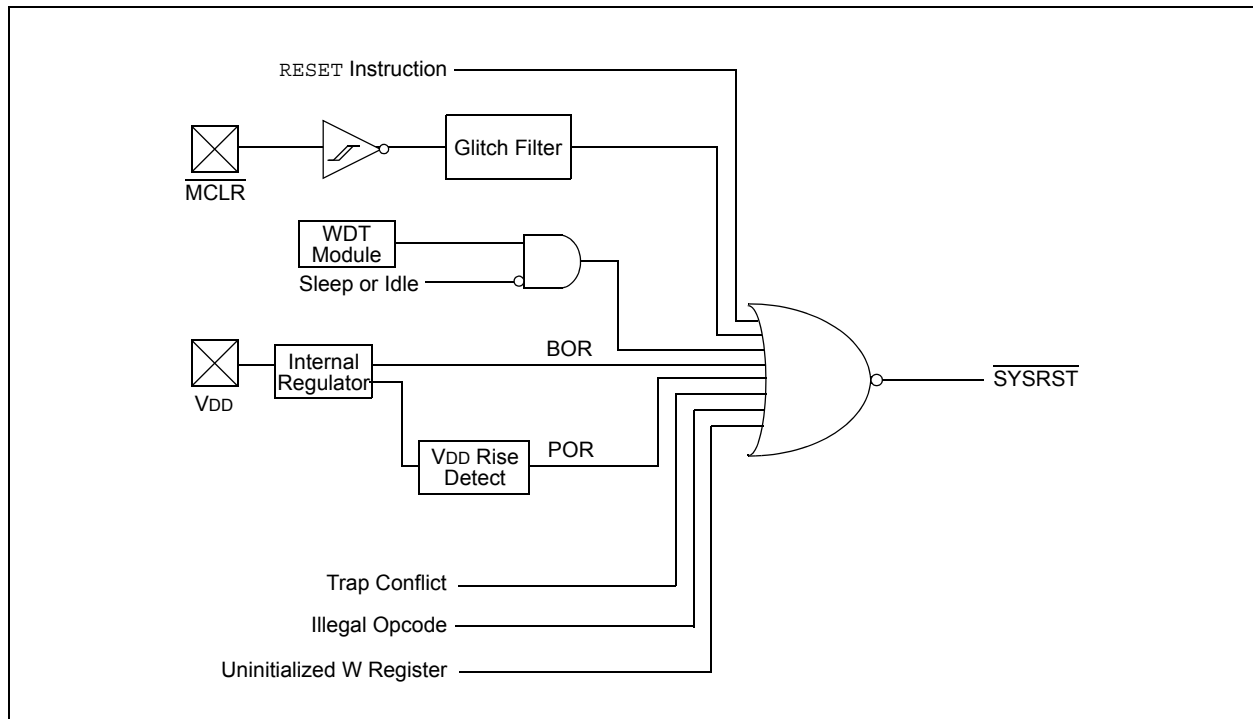 RESET Instruction
Glitch Filter
MCLR
WDT
Module
Sleep or Idle
BOR
Internal
Regulator
VDD
SYSRST
POR
VDD Rise
Detect
Trap Conflict
Illegal Opcode
Uninitialized W Register